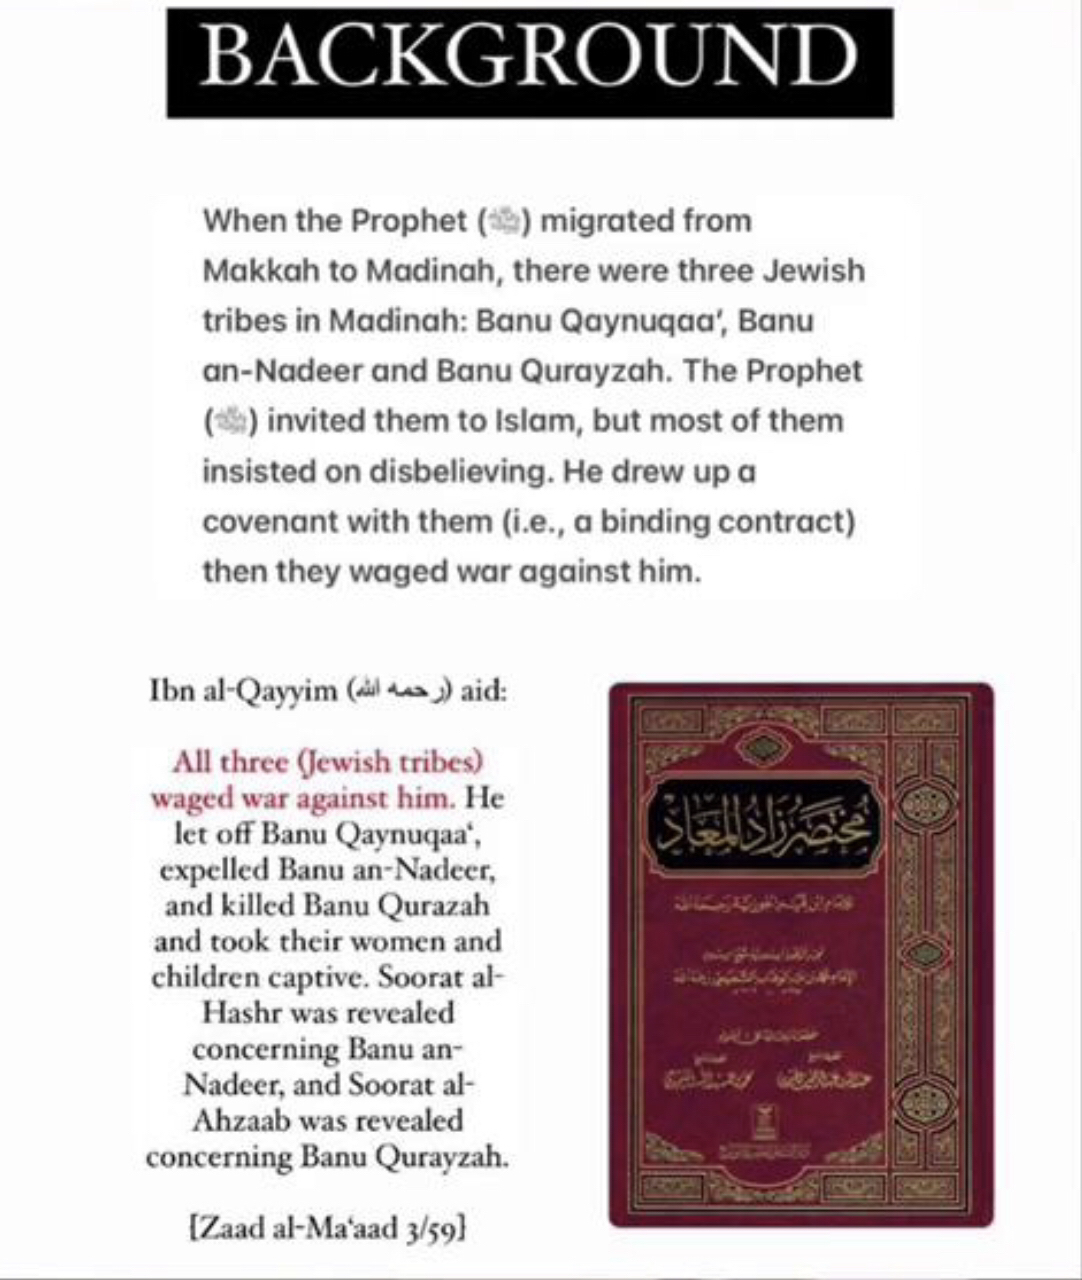 BACKGROUND
When the Prophet (ﷺ) migrated from
Makkah to Madinah, there were three Jewish
tribes in Madinah: Banu Qaynuqaa’, Banu
an-Nadeer and Banu Qurayzah. The Prophet
(ﷺ) invited them to Islam, but most of them
insisted on disbelieving. He drew up a
covenant with them (i.e., a binding contract)
then they waged war against him.
Ibn al-Qayyim (رحمه الله) aid:
All three (Jewish tribes)
waged war against him. He
let off Banu Qaynuqaa‘,
expelled Banu an-Nadeer,
and killed Banu Qurazah
and took their women and
children captive. Soorat al-
Hashr was revealed
concerning Banu an-
Nadeer, and Soorat al-
Ahzaab was revealed
concerning Banu Qurayzah.
[Zaad al-Ma‘aad 3/59]
مُختَصَر زَادُ المَعَاد